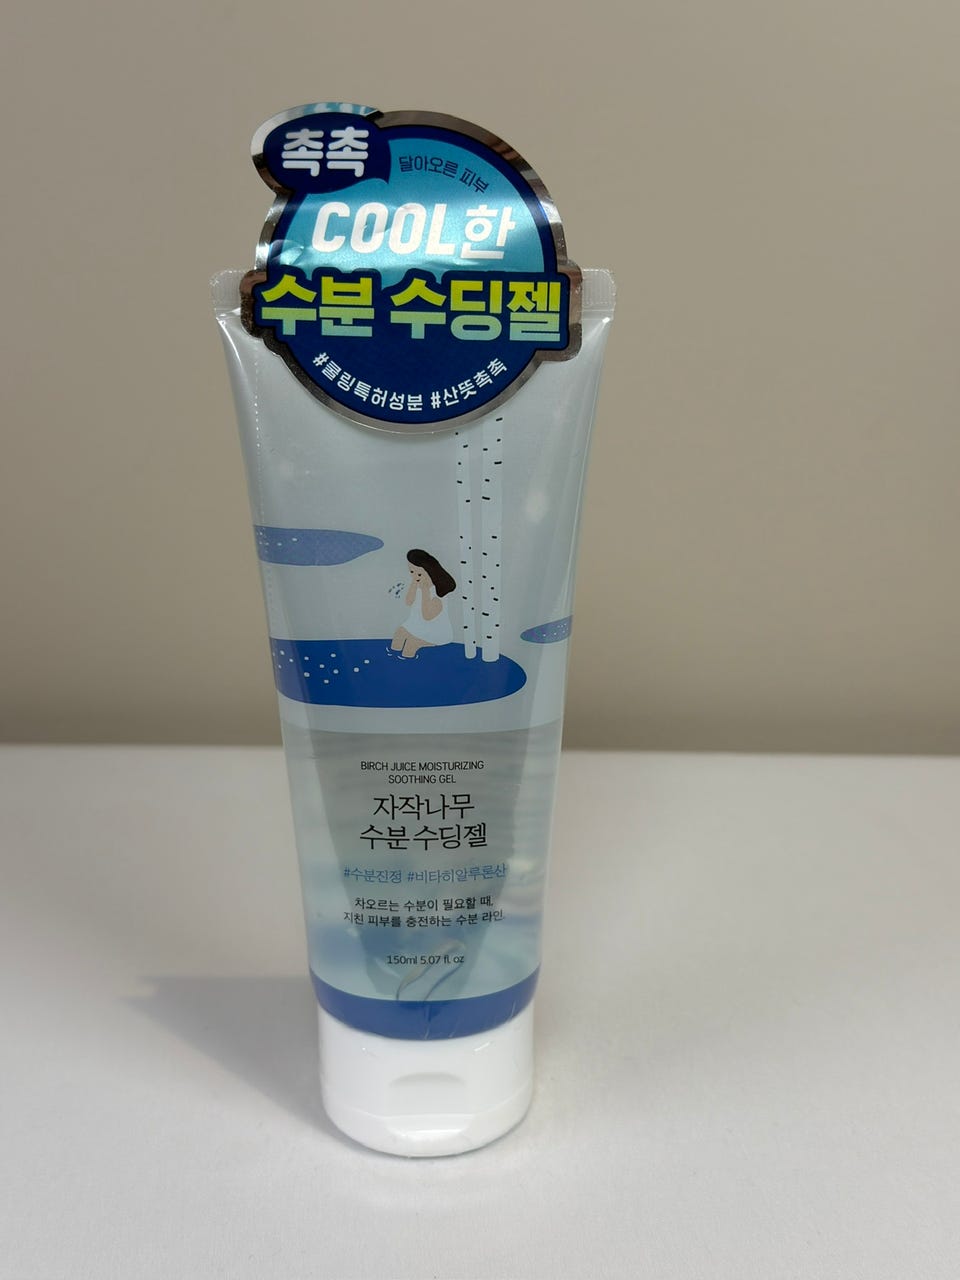 촉촉
달아오른 피부
COOL한
수분 수딩젤
#쿨링특허성분 #산뜻촉촉
BIRCH JUICE MOISTURIZING
SOOTHING GEL
자작나무
수분 수딩젤
#수분진정 #비타히알루론산
차오르는 수분이 필요할 때,
지친 피부를 충전하는 수분 라인.
150ml 5.07 fl. oz